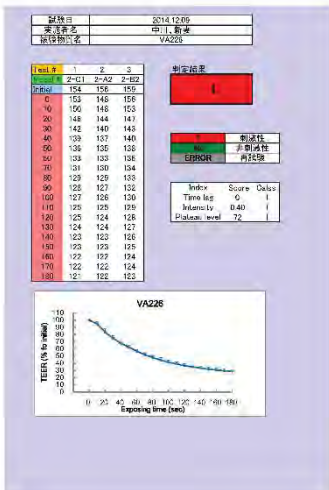 試験日 2014.12.09
実施者名 中川、新妻
被験物質名 VA226
Test # 1 2 3
Vessel # 2-C1 2-A2 2-B2
Initial 154 156 159
0 153 148 156
10 150 148 153
20 148 144 147
30 142 140 143
40 139 137 140
50 136 135 138
60 133 133 136
70 131 130 134
80 129 129 133
90 128 127 132
100 127 126 130
110 125 125 129
120 125 124 128
130 124 124 127
140 123 123 126
150 123 123 125
160 122 122 124
170 122 122 124
180 121 122 123
判定結果
I
I 刺激性
NI 非刺激性
ERROR 再試験
Index Score Calss
Time lag 0 I
Intensity 0.40 I
Plateau level 72 I
VA226
TEER (% fo initial)
110
100
90
80
70
60
50
40
30
20
10
0
0 20 40 60 80 100 120 140 160 180
Exposing time (sec)